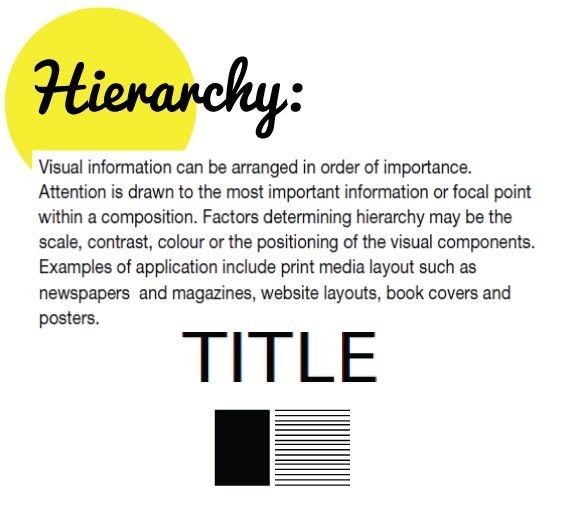 Hierarchy:
Visual information can be arranged in order of importance.
Attention is drawn to the most important information or focal point
within a composition. Factors determining hierarchy may be the
scale, contrast, colour or the positioning of the visual components.
Examples of application include print media layout such as
newspapers  and magazines, website layouts, book covers and
posters.
TITLE